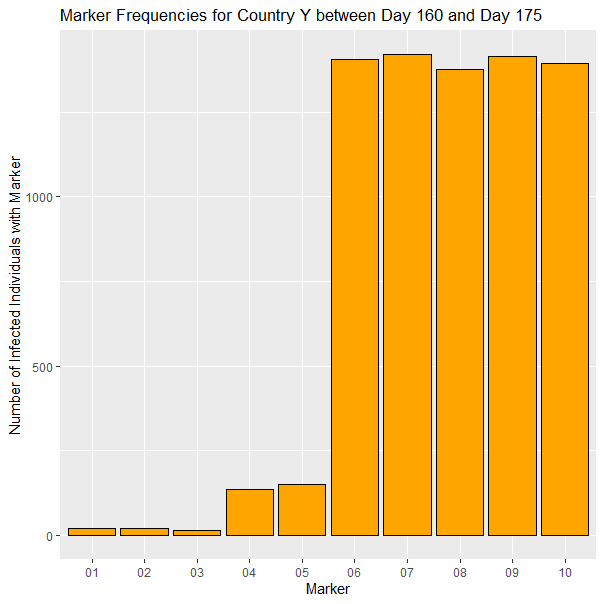 Marker Frequencies for Country Y between Day 160 and Day 175
Number of Infected Individuals with Marker
1000
500
0
01 02 03 04 05 06 07 08 09 10
Marker